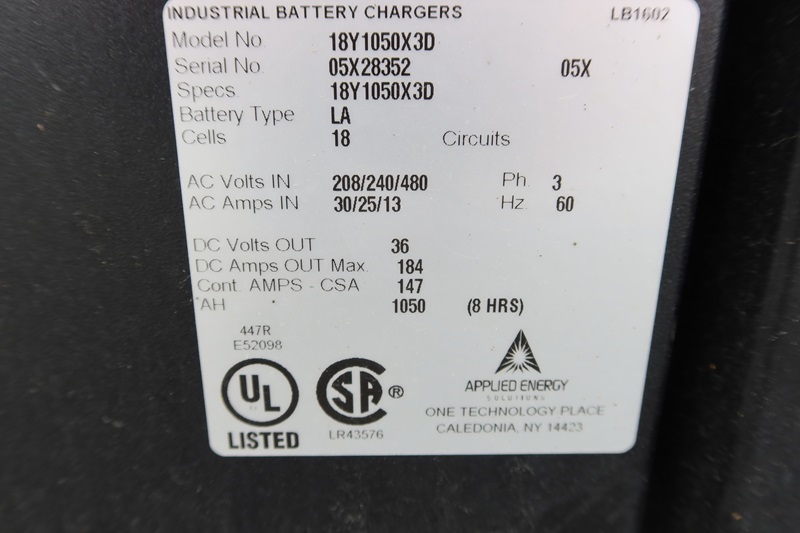 INDUSTRIAL BATTERY CHARGERS LB1602
Model No. 18Y1050X3D
Serial No. 05X28352 05X
Specs. 18Y1050X3D
Battery Type LA
Cells 18 Circuits
AC Volts IN 208/240/480 Ph. 3
AC Amps IN 30/25/13 Hz. 60
DC Volts OUT 36
DC Amps OUT Max. 184
Cont. AMPS - CSA 147
*AH 1050 (8 HRS)
447R
E52098
UL
LISTED
SA ®
LR43576
APPLIED ENERGY
SOLUTIONS
ONE TECHNOLOGY PLACE
CALEDONIA, NY 14423